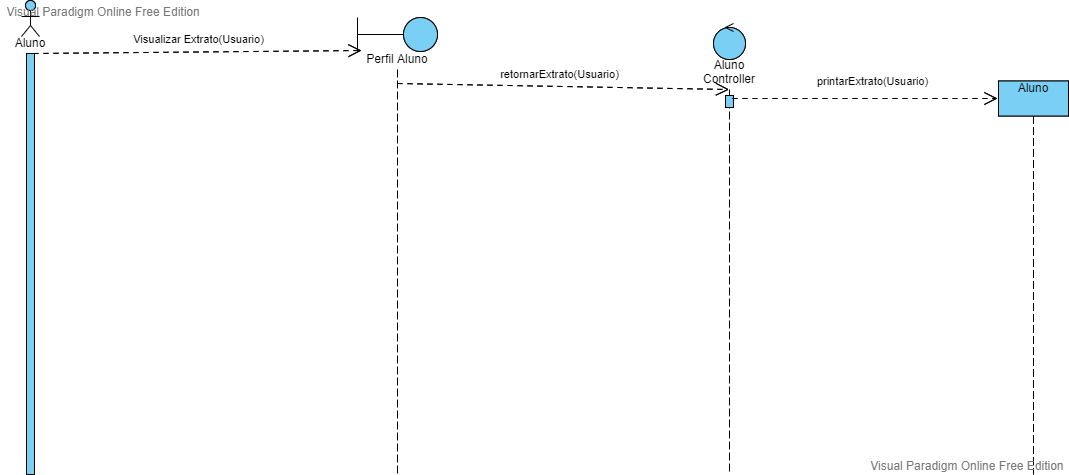 Visual Paradigm Online Free Edition
Aluno
Visualizar Extrato(Usuario)
Perfil Aluno
retornarExtrato(Usuario)
Aluno
Controller
printarExtrato(Usuario)
Aluno
Visual Paradigm Online Free Edition